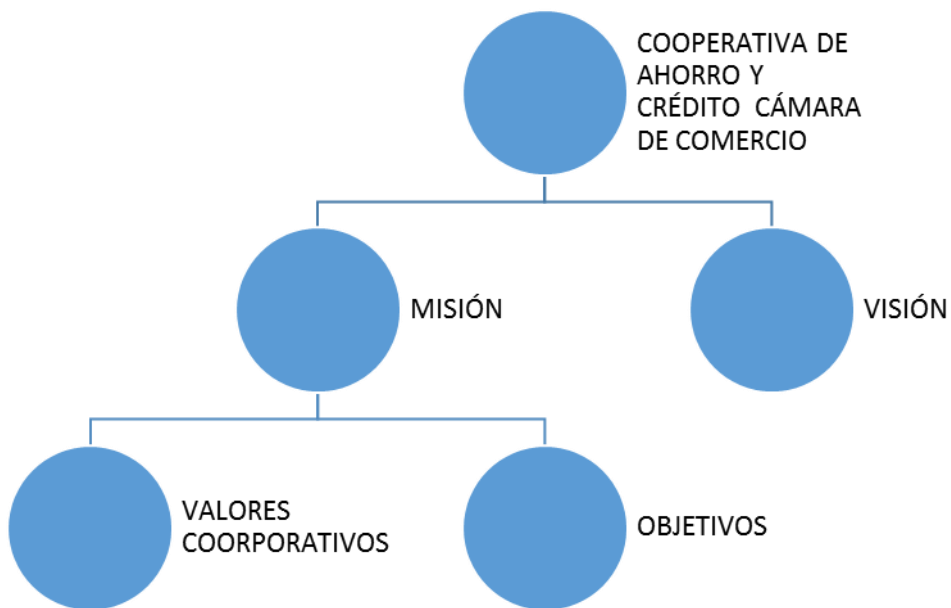 COOPERATIVA DE
AHORRO Y
CRÉDITO CÁMARA
DE COMERCIO
MISIÓN
VISIÓN
VALORES
COORPORATIVOS
OBJETIVOS